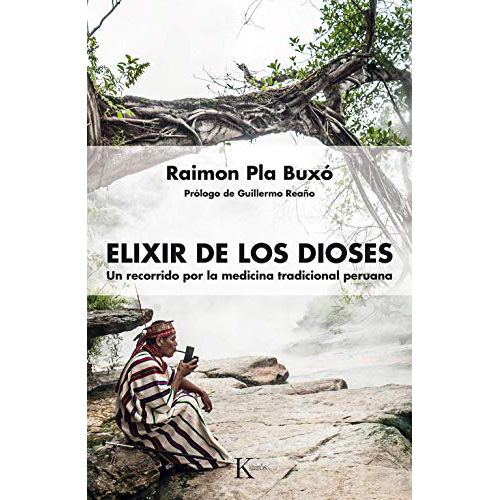 Raimon Pla Buxó
Prólogo de Guillermo Reaño
ELIXIR DE LOS DIOSES
Un recorrido por la medicina tradicional peruana
K